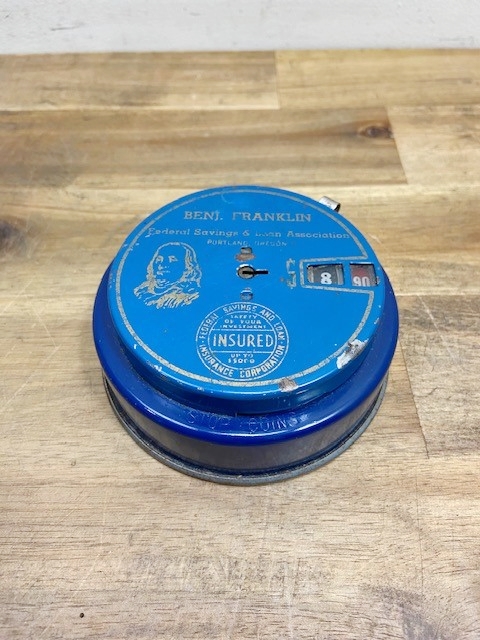 BENJ. FRANKLIN
Federal Savings & Loan Association
PORTLAND, OREGON
$ 8 90
FEDERAL SAVINGS AND LOAN
INSURANCE CORPORATION
SAFETY
OF YOUR
INVESTMENT
INSURED
UP TO
COINS